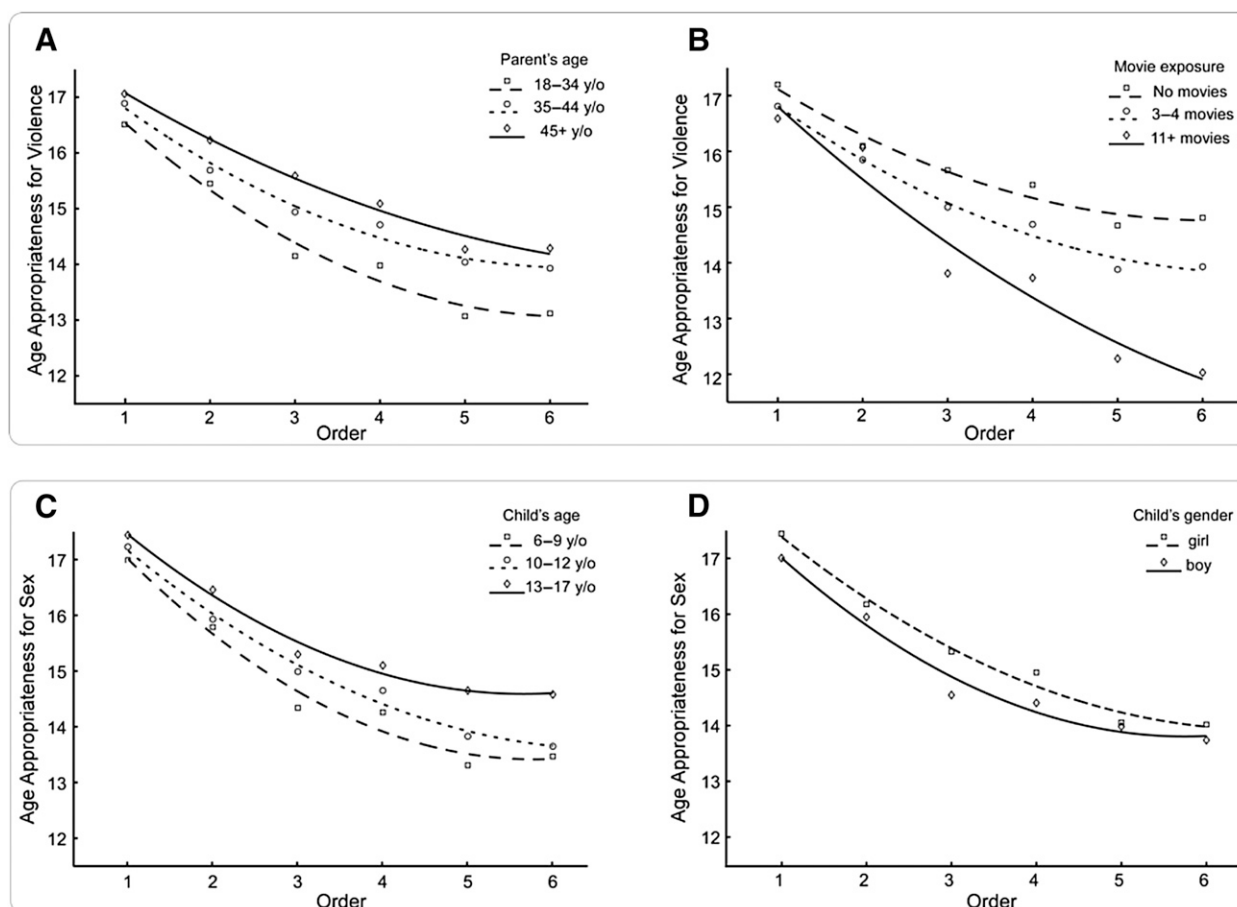 A
Parent's age
18–34 y/o
35–44 y/o
45+ y/o
Age Appropriateness for Violence
17
16
15
14
13
12
1 2 3 4 5 6
Order
B
Movie exposure
No movies
3–4 movies
11+ movies
Age Appropriateness for Violence
17
16
15
14
13
12
1 2 3 4 5 6
Order
C
Child's age
6–9 y/o
10–12 y/o
13–17 y/o
Age Appropriateness for Sex
17
16
15
14
13
12
1 2 3 4 5 6
Order
D
Child's gender
girl
boy
Age Appropriateness for Sex
17
16
15
14
13
12
1 2 3 4 5 6
Order